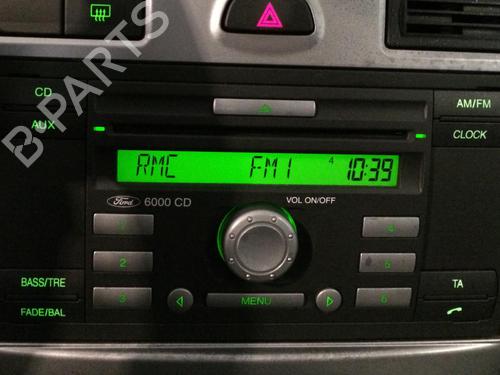 B-PARTS
CD
AUX
AM/FM
CLOCK
RMC FM1 4 10:39
Ford 6000 CD
VOL ON/OFF
1
2
3
4
5
6
BASS/TRE
FADE/BAL
MENU
TA